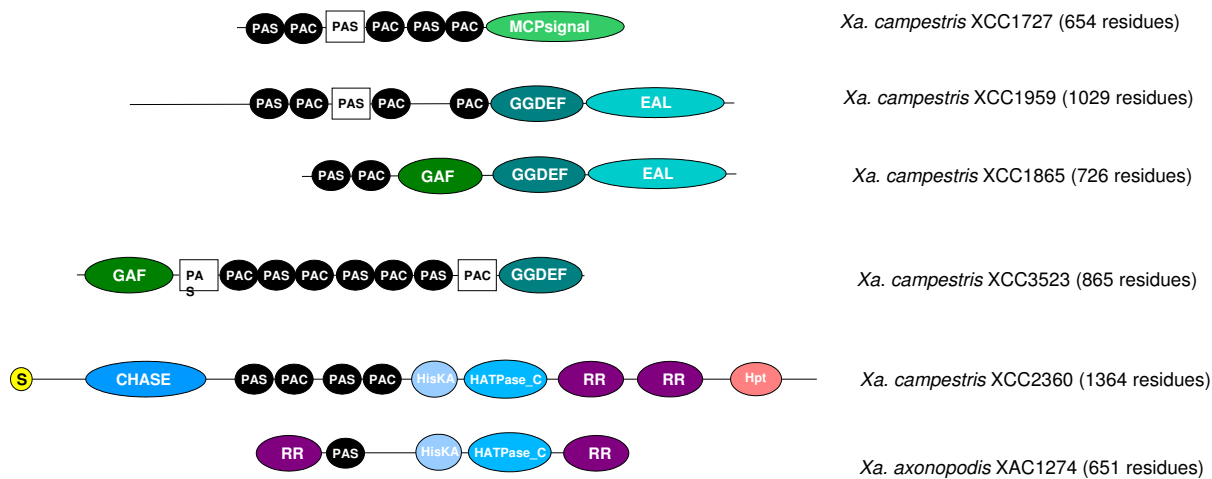 PAS PAC PAS PAC PAS PAC MCPsignal Xa. campestris XCC1727 (654 residues)
PAS PAC PAS PAC PAC GGDEF EAL Xa. campestris XCC1959 (1029 residues)
PAS PAC GAF GGDEF EAL Xa. campestris XCC1865 (726 residues)
GAF PA S PAC PAS PAC PAS PAC PAS PAC GGDEF Xa. campestris XCC3523 (865 residues)
S CHASE PAS PAC PAS PAC HisKA HATPase_C RR RR Hpt Xa. campestris XCC2360 (1364 residues)
RR PAS HisKA HATPase_C RR Xa. axonopodis XAC1274 (651 residues)